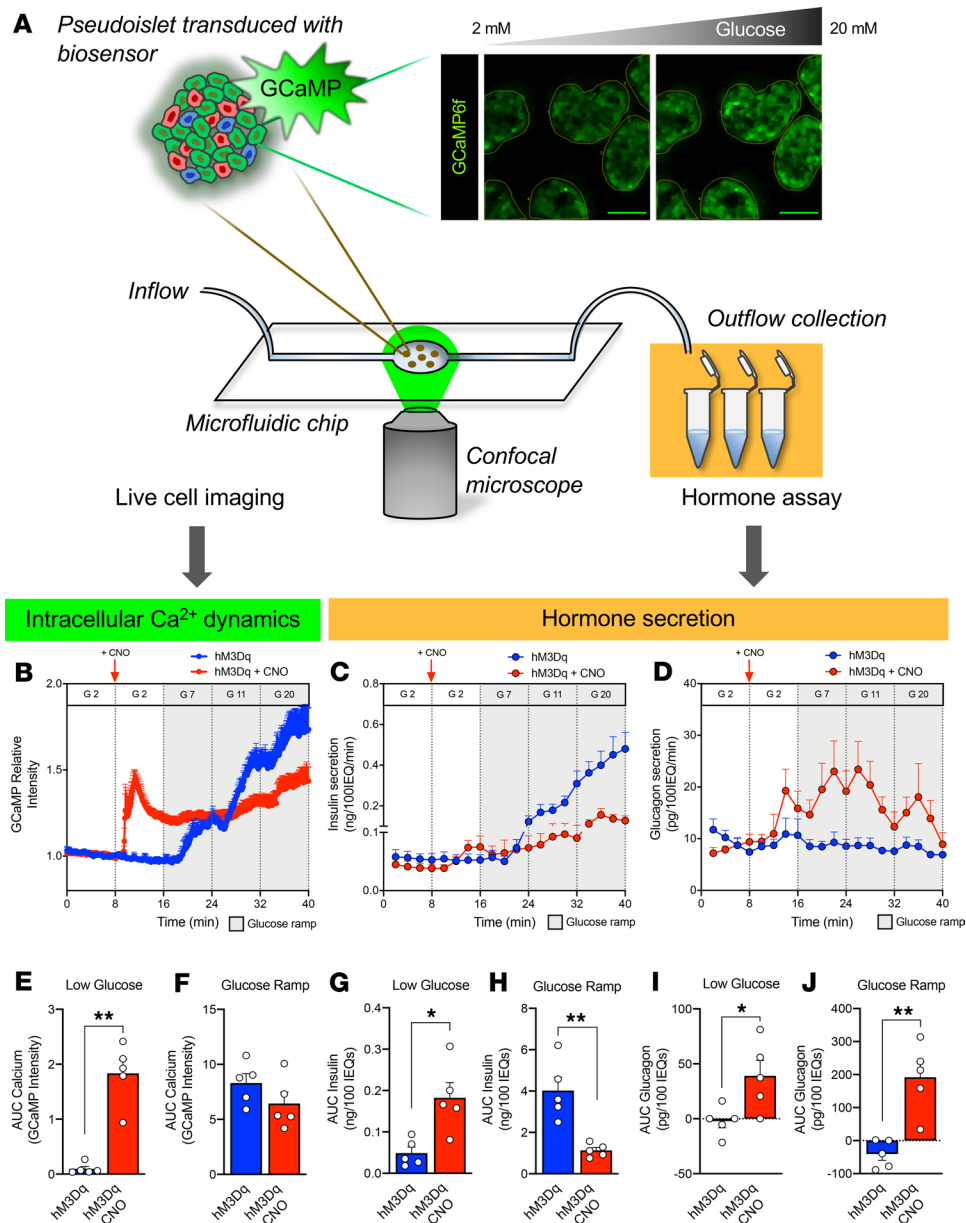 A
Pseudoislet transduced with
biosensor
GCaMP
2 mM
Glucose
20 mM
GCaMP6f
Inflow
Outflow collection
Microfluidic chip
Confocal
microscope
Live cell imaging
Hormone assay
Intracellular Ca²⁺ dynamics
Hormone secretion
B
+ CNO
hM3Dq
hM3Dq + CNO
G 2
G 2
G 7
G 11
G 20
GCaMP Relative
Intensity
2.0
1.5
1.0
0
8
16
24
32
40
Time (min)
Glucose ramp
C
+ CNO
hM3Dq
hM3Dq + CNO
G 2
G 2
G 7
G 11
G 20
Insulin secretion
(ng/100IEQ/min)
0.8
0.6
0.4
0.2
0.1
0.0
0
8
16
24
32
40
Time (min)
Glucose ramp
D
+ CNO
hM3Dq
hM3Dq + CNO
G 2
G 2
G 7
G 11
G 20
Glucagon secretion
(pg/100IEQ/min)
40
30
20
10
0
0
8
16
24
32
40
Time (min)
Glucose ramp
E
Low Glucose
**
AUC Calcium
(GCaMP Intensity)
3
2
1
0
hM3Dq
hM3Dq
CNO
F
Glucose Ramp
AUC Calcium
(GCaMP Intensity)
15
10
5
0
hM3Dq
hM3Dq
CNO
G
Low Glucose
*
AUC Insulin
(ng/100 IEQs)
0.4
0.3
0.2
0.1
0.0
hM3Dq
hM3Dq
CNO
H
Glucose Ramp
**
AUC Insulin
(ng/100 IEQs)
8
6
4
2
0
hM3Dq
hM3Dq
CNO
I
Low Glucose
*
AUC Glucagon
(pg/100 IEQs)
100
50
0
-50
hM3Dq
hM3Dq
CNO
J
Glucose Ramp
**
AUC Glucagon
(pg/100 IEQs)
400
300
200
100
0
-100
hM3Dq
hM3Dq
CNO